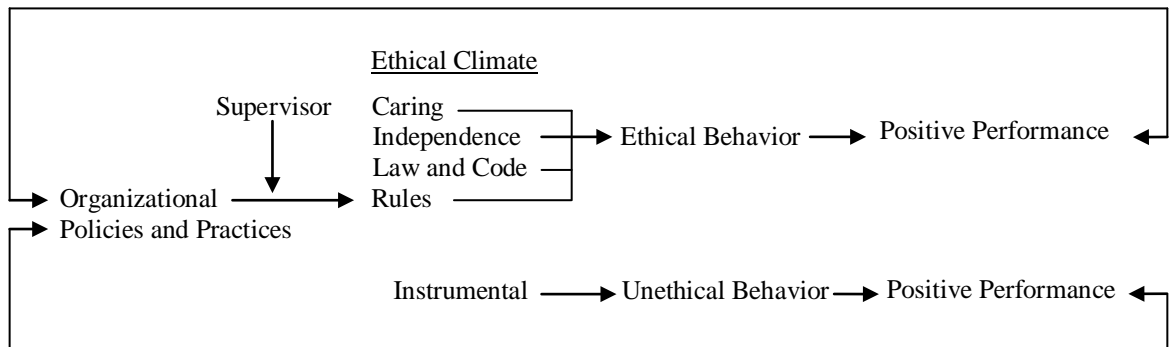 Ethical Climate
Supervisor Caring
Independence Ethical Behavior Positive Performance
Law and Code
Organizational Rules
Policies and Practices
Instrumental Unethical Behavior Positive Performance